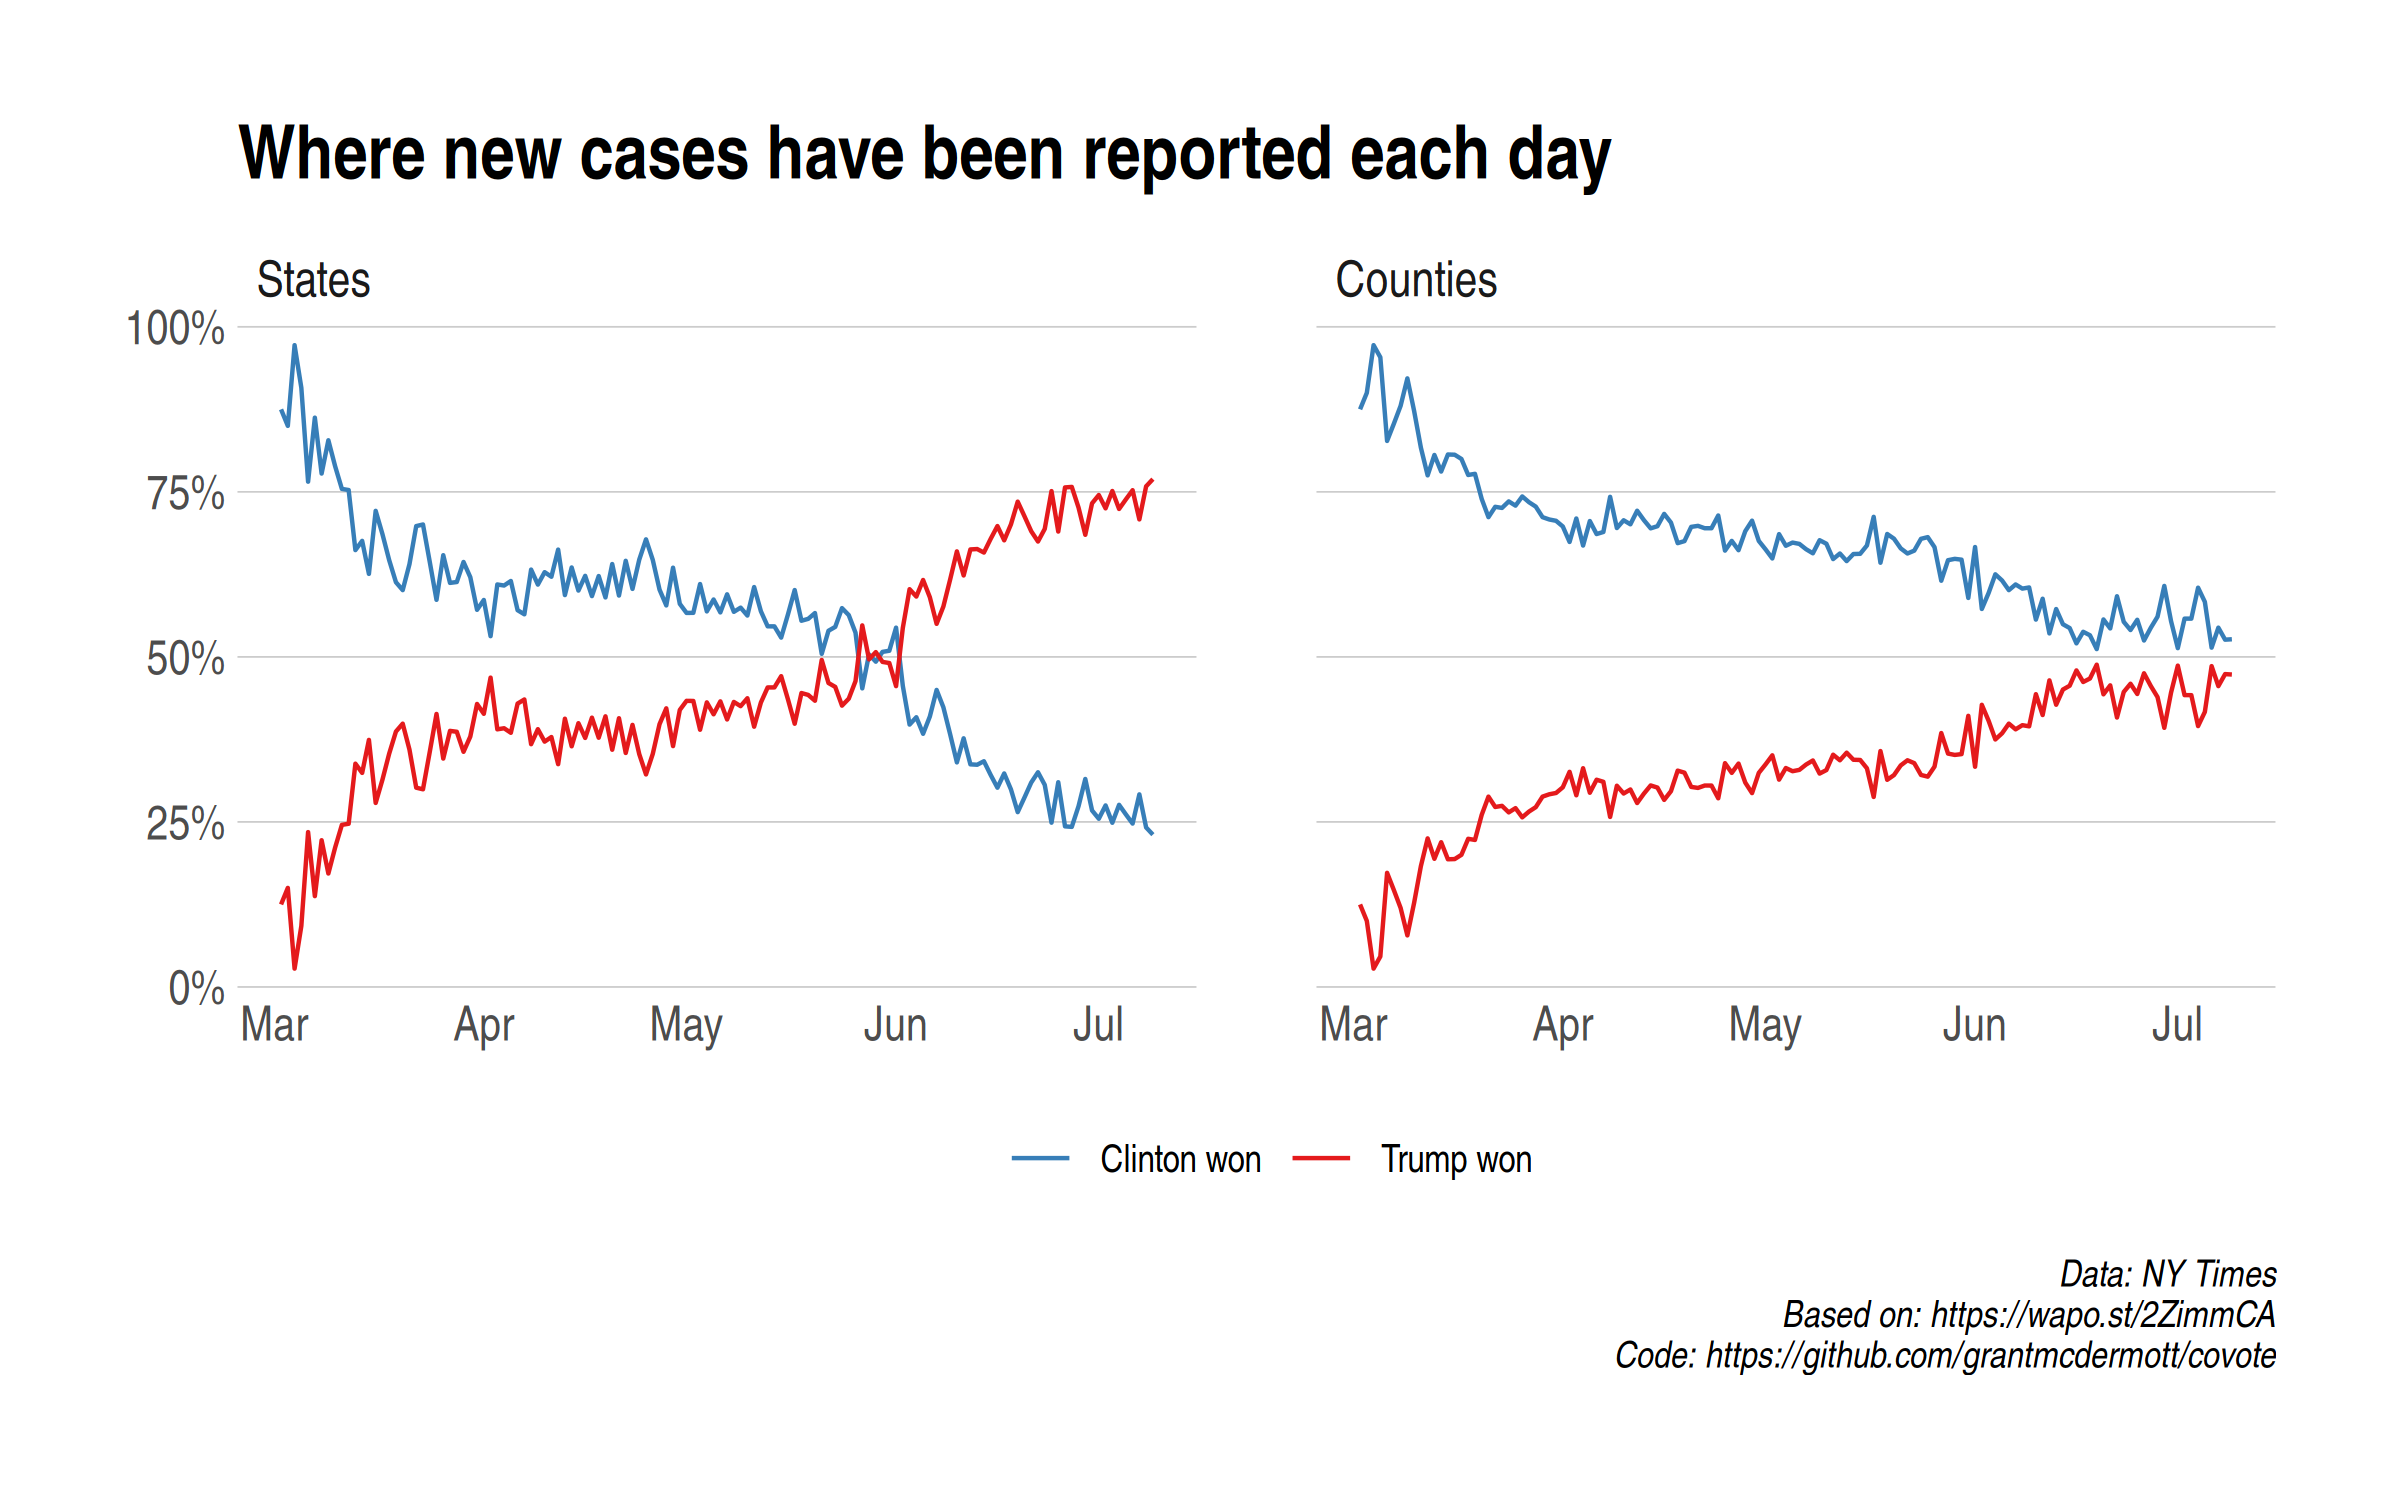 Where new cases have been reported each day
States
Counties
100%
75%
50%
25%
0%
Mar Apr May Jun Jul
Mar Apr May Jun Jul
Clinton won Trump won
Data: NY Times
Based on: https://wapo.st/2ZimmCA
Code: https://github.com/grantmcdermott/covote